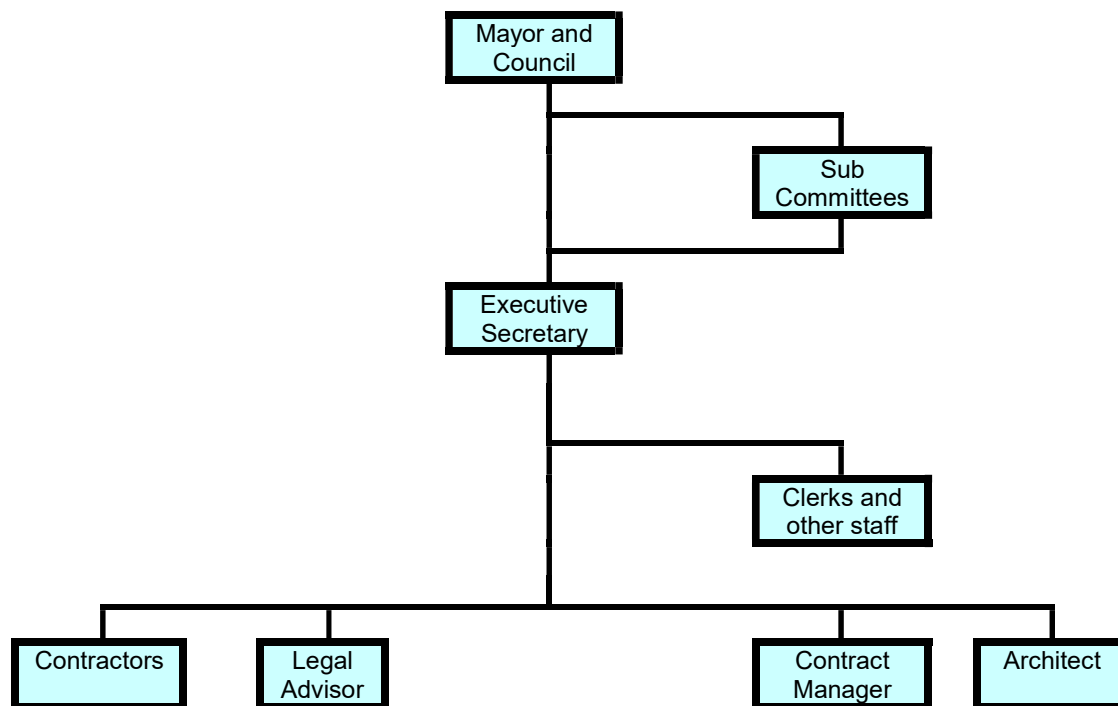 Mayor and
Council
Sub
Committees
Executive
Secretary
Clerks and
other staff
Contractors
Legal
Advisor
Contract
Manager
Architect